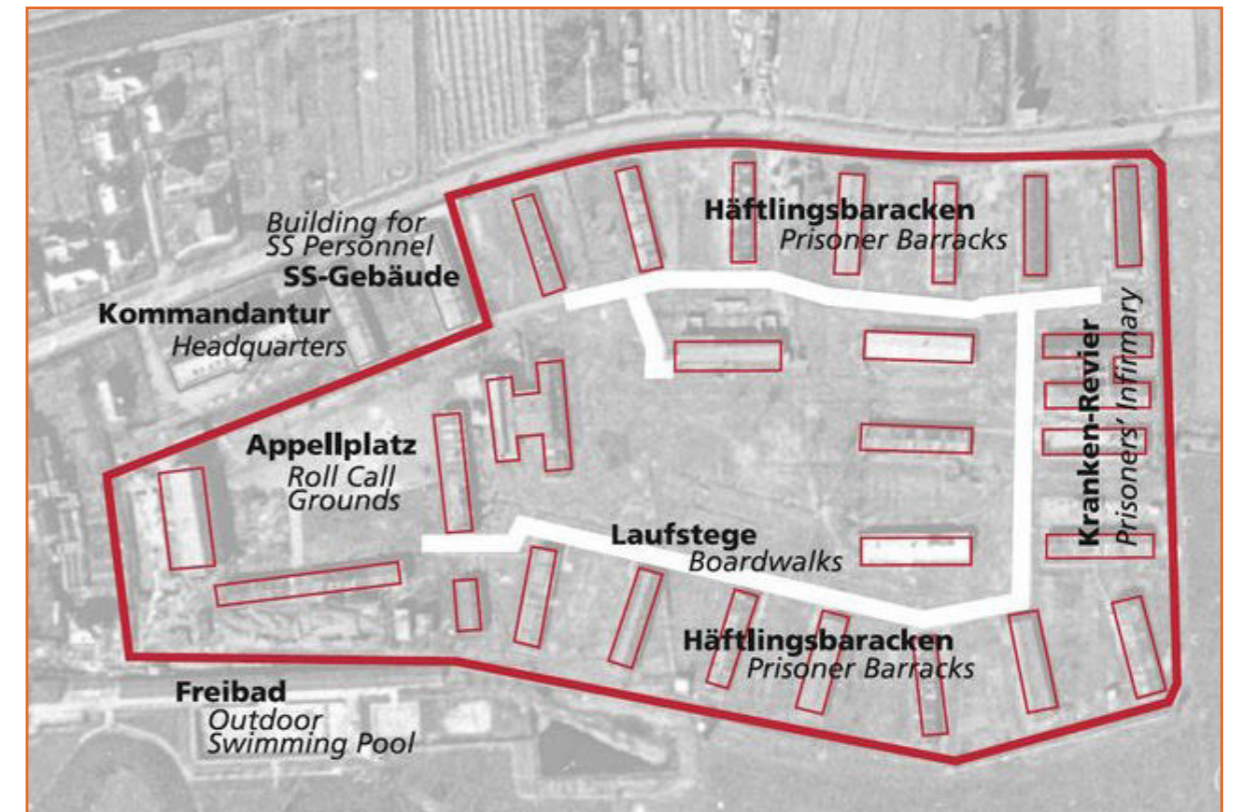 Häftlingsbaracken
Prisoner Barracks
Building for
SS Personnel
SS-Gebäude
Kommandantur
Headquarters
Kranken-Revier
Prisoners' Infirmary
Appellplatz
Roll Call
Grounds
Laufstege
Boardwalks
Häftlingsbaracken
Prisoner Barracks
Freibad
Outdoor
Swimming Pool